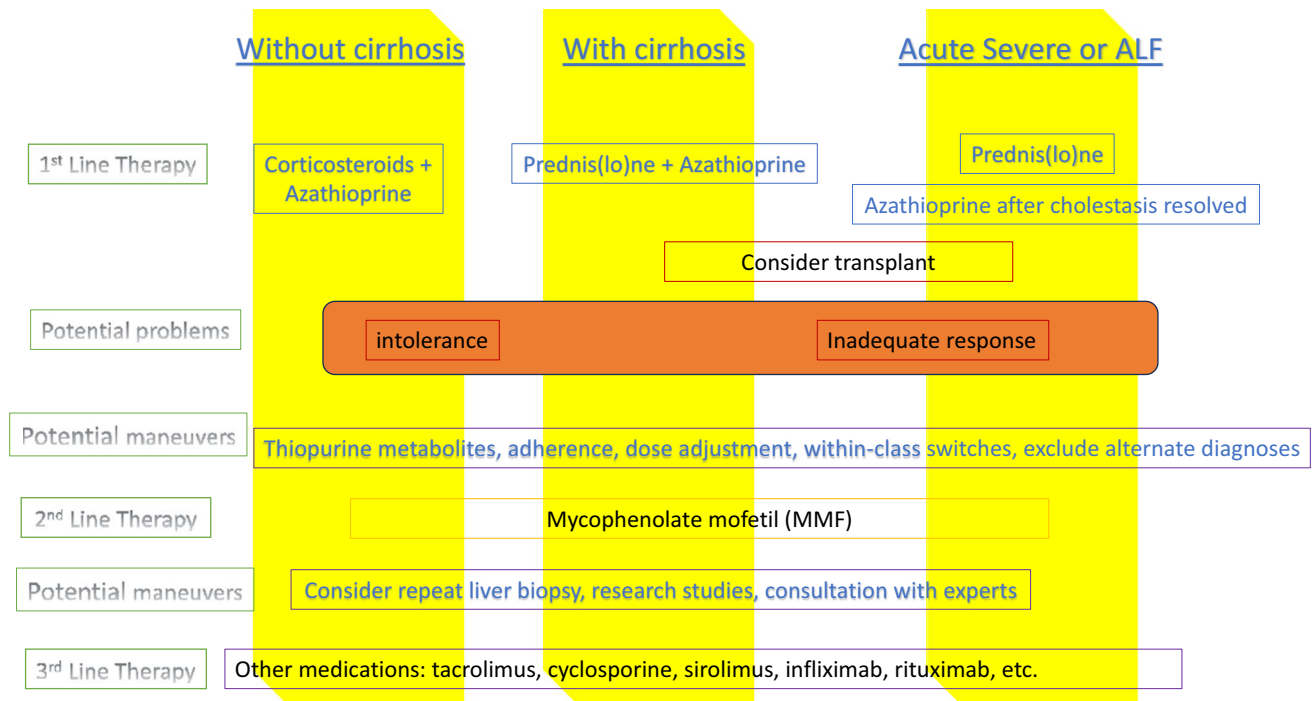 Without cirrhosis
With cirrhosis
Acute Severe or ALF
1st Line Therapy
Corticosteroids +
Azathioprine
Prednis(lo)ne + Azathioprine
Prednis(lo)ne
Azathioprine after cholestasis resolved
Consider transplant
Potential problems
intolerance
Inadequate response
Potential maneuvers
Thiopurine metabolites, adherence, dose adjustment, within-class switches, exclude alternate diagnoses
2nd Line Therapy
Mycophenolate mofetil (MMF)
Potential maneuvers
Consider repeat liver biopsy, research studies, consultation with experts
3rd Line Therapy
Other medications: tacrolimus, cyclosporine, sirolimus, infliximab, rituximab, etc.